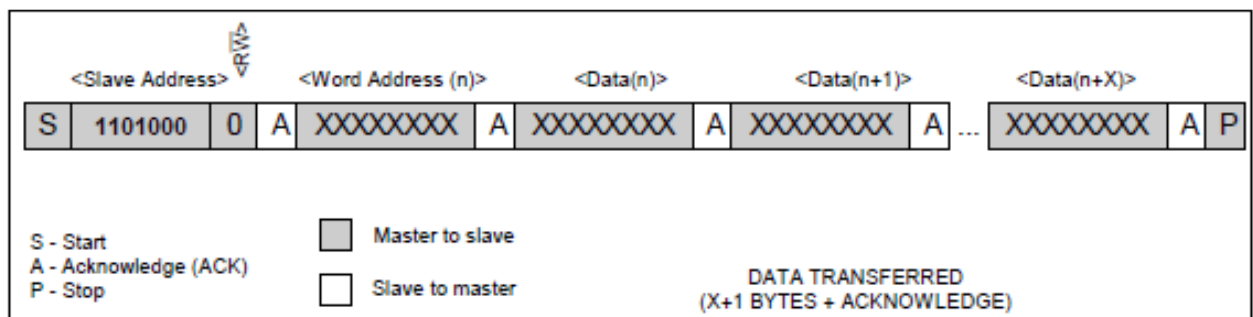 <RW>
<Slave Address> <Word Address (n)> <Data(n)> <Data(n+1)> <Data(n+X)>
S 1101000 0 A XXXXXXXX A XXXXXXXX A XXXXXXXX A ... XXXXXXXX A P
S - Start
A - Acknowledge (ACK)
P - Stop
Master to slave
Slave to master
DATA TRANSFERRED
(X+1 BYTES + ACKNOWLEDGE)